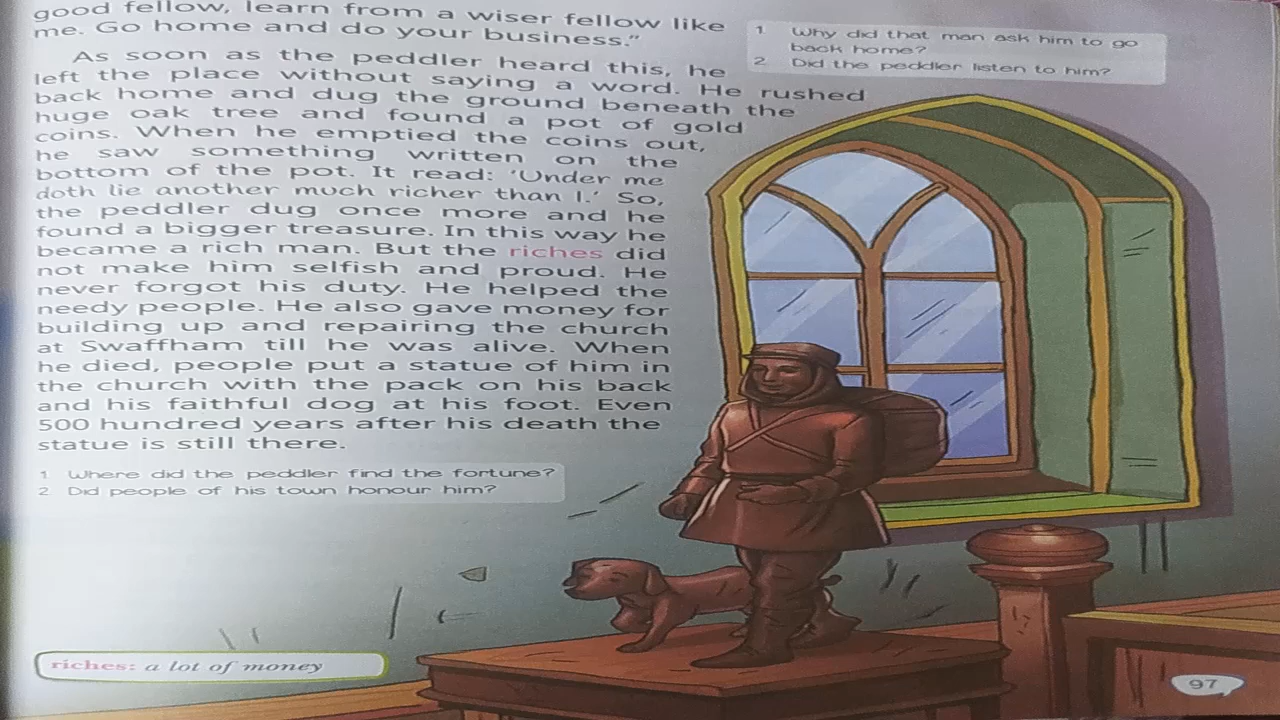 good fellow, learn from a wiser fellow like
me. Go home and do your business."
1. Why did that man ask him to go
back home?
2. Did the peddler listen to him?
As soon as the peddler heard this, he
left the place without saying a word. He rushed
back home and dug the ground beneath the
huge oak tree and found a pot of gold
coins. When he emptied the coins out,
he saw something written on the
bottom of the pot. It read: 'Under me
doth lie another much richer than I.' So,
the peddler dug once more and he
found a bigger treasure. In this way he
became a rich man. But the riches did
not make him selfish and proud. He
never forgot his duty. He helped the
needy people. He also gave money for
building up and repairing the church
at Swaffham till he was alive. When
he died, people put a statue of him in
the church with the pack on his back
and his faithful dog at his foot. Even
500 hundred years after his death the
statue is still there.
1. Where did the peddler find the fortune?
2. Did people of his town honour him?
riches: a lot of money
97